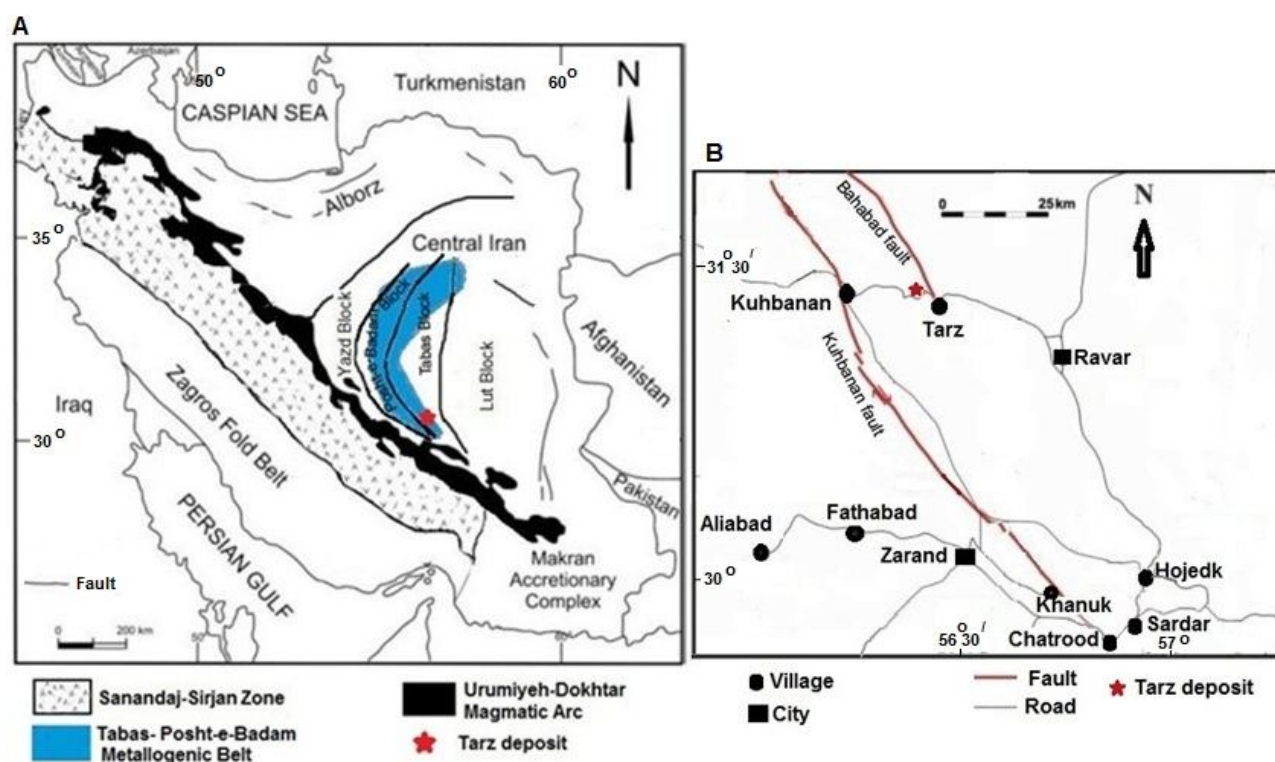 A
Azerbaijan
50°
60°
Turkmenistan
N
CASPIAN SEA
Alborz
35°
Central Iran
Yazd Block
Posht-e-Badam Block
Tabas Block
Lut Block
Afghanistan
Iraq
Zagros Fold Belt
30°
Pakistan
PERSIAN GULF
Makran
Accretionary
Complex
Fault
0 200 km
50°
60°
Sanandaj-Sirjan Zone
Urumiyeh-Dokhtar
Magmatic Arc
Tabas- Posht-e-Badam
Metallogenic Belt
Tarz deposit
B
Bahabad fault
0 25km
N
31° 30/
Kuhbanan
Tarz
Ravar
Kuhbanan fault
Aliabad
Fathabad
Zarand
30°
Hojedk
Khanuk
Sardar
Chatrood
56° 30/
57°
Village
Fault
Tarz deposit
City
Road